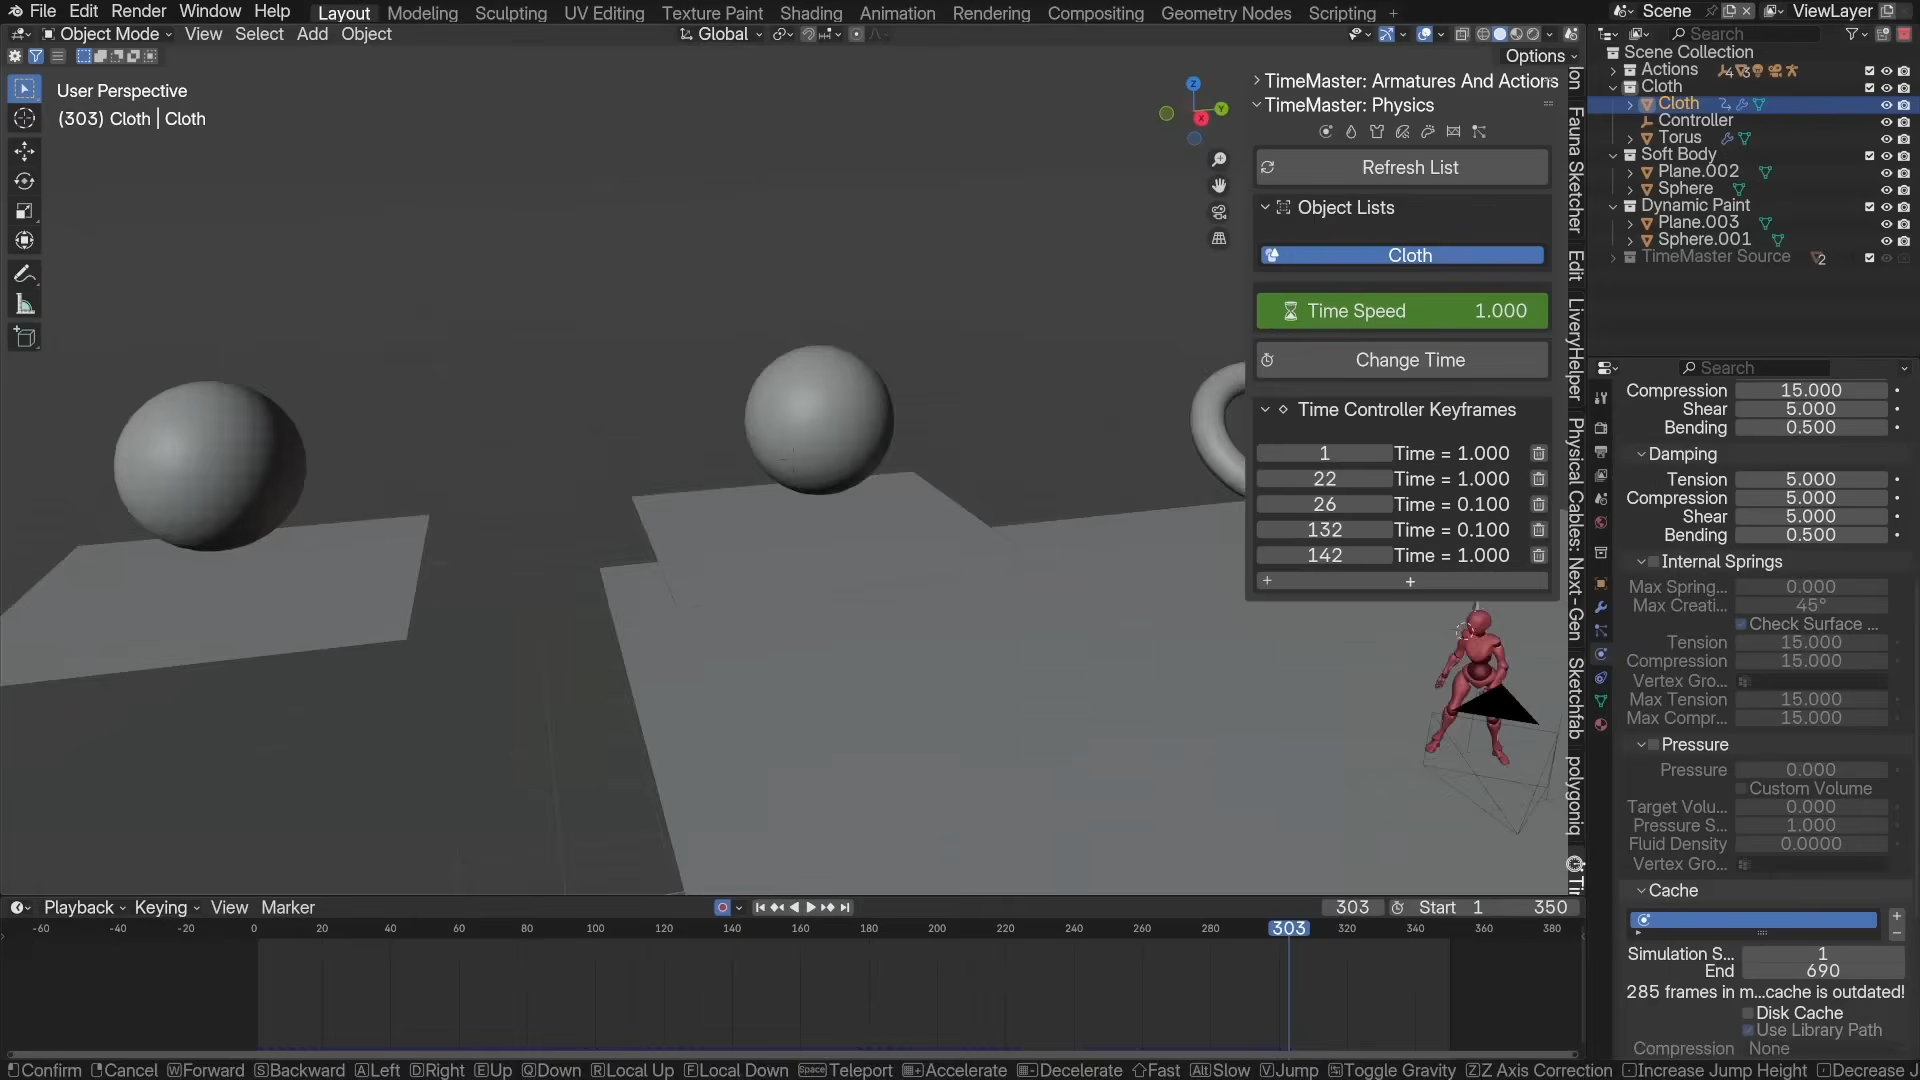 File Edit Render Window Help Layout Modeling Sculpting UV Editing Texture Paint Shading Animation Rendering Compositing Geometry Nodes Scripting + Scene ViewLayer
Object Mode View Select Add Object Global Search
Options
User Perspective
(303) Cloth | Cloth
Z
Y
X
TimeMaster: Armatures And Actions
TimeMaster: Physics
Refresh List
Object Lists
Cloth
Time Speed 1.000
Change Time
Time Controller Keyframes
1 Time = 1.000
22 Time = 1.000
26 Time = 0.100
132 Time = 0.100
142 Time = 1.000
+ +
Fauna Sketcher
Edit
LiveryHelper
Physical Cables: Next-Gen
Sketchfab
polygoniq
Scene Collection
Actions 4 3
Cloth
Cloth
Controller
Torus
Soft Body
Plane.002
Sphere
Dynamic Paint
Plane.003
Sphere.001
TimeMaster Source 2
Search
Compression 15.000
Shear 5.000
Bending 0.500
Damping
Tension 5.000
Compression 5.000
Shear 5.000
Bending 0.500
Internal Springs
Max Spring... 0.000
Max Creati... 45°
Check Surface ...
Tension 15.000
Compression 15.000
Vertex Gro...
Max Tension 15.000
Max Compr... 15.000
Pressure
Pressure 0.000
Custom Volume
Target Volu... 0.000
Pressure S... 1.000
Fluid Density 0.0000
Vertex Gro...
Cache
Simulation S... 1
End 690
285 frames in m...cache is outdated!
Disk Cache
Use Library Path
Compression None
Playback Keying View Marker 303 Start 1 350
-60 -40 -20 0 20 40 60 80 100 120 140 160 180 200 220 240 260 280 303 320 340 360 380
Confirm Cancel W Forward S Backward A Left D Right E Up Q Down R Local Up F Local Down Space Teleport + Accelerate - Decelerate Fast Alt Slow V Jump Toggle Gravity Z Z Axis Correction . Increase Jump Height , Decrease J